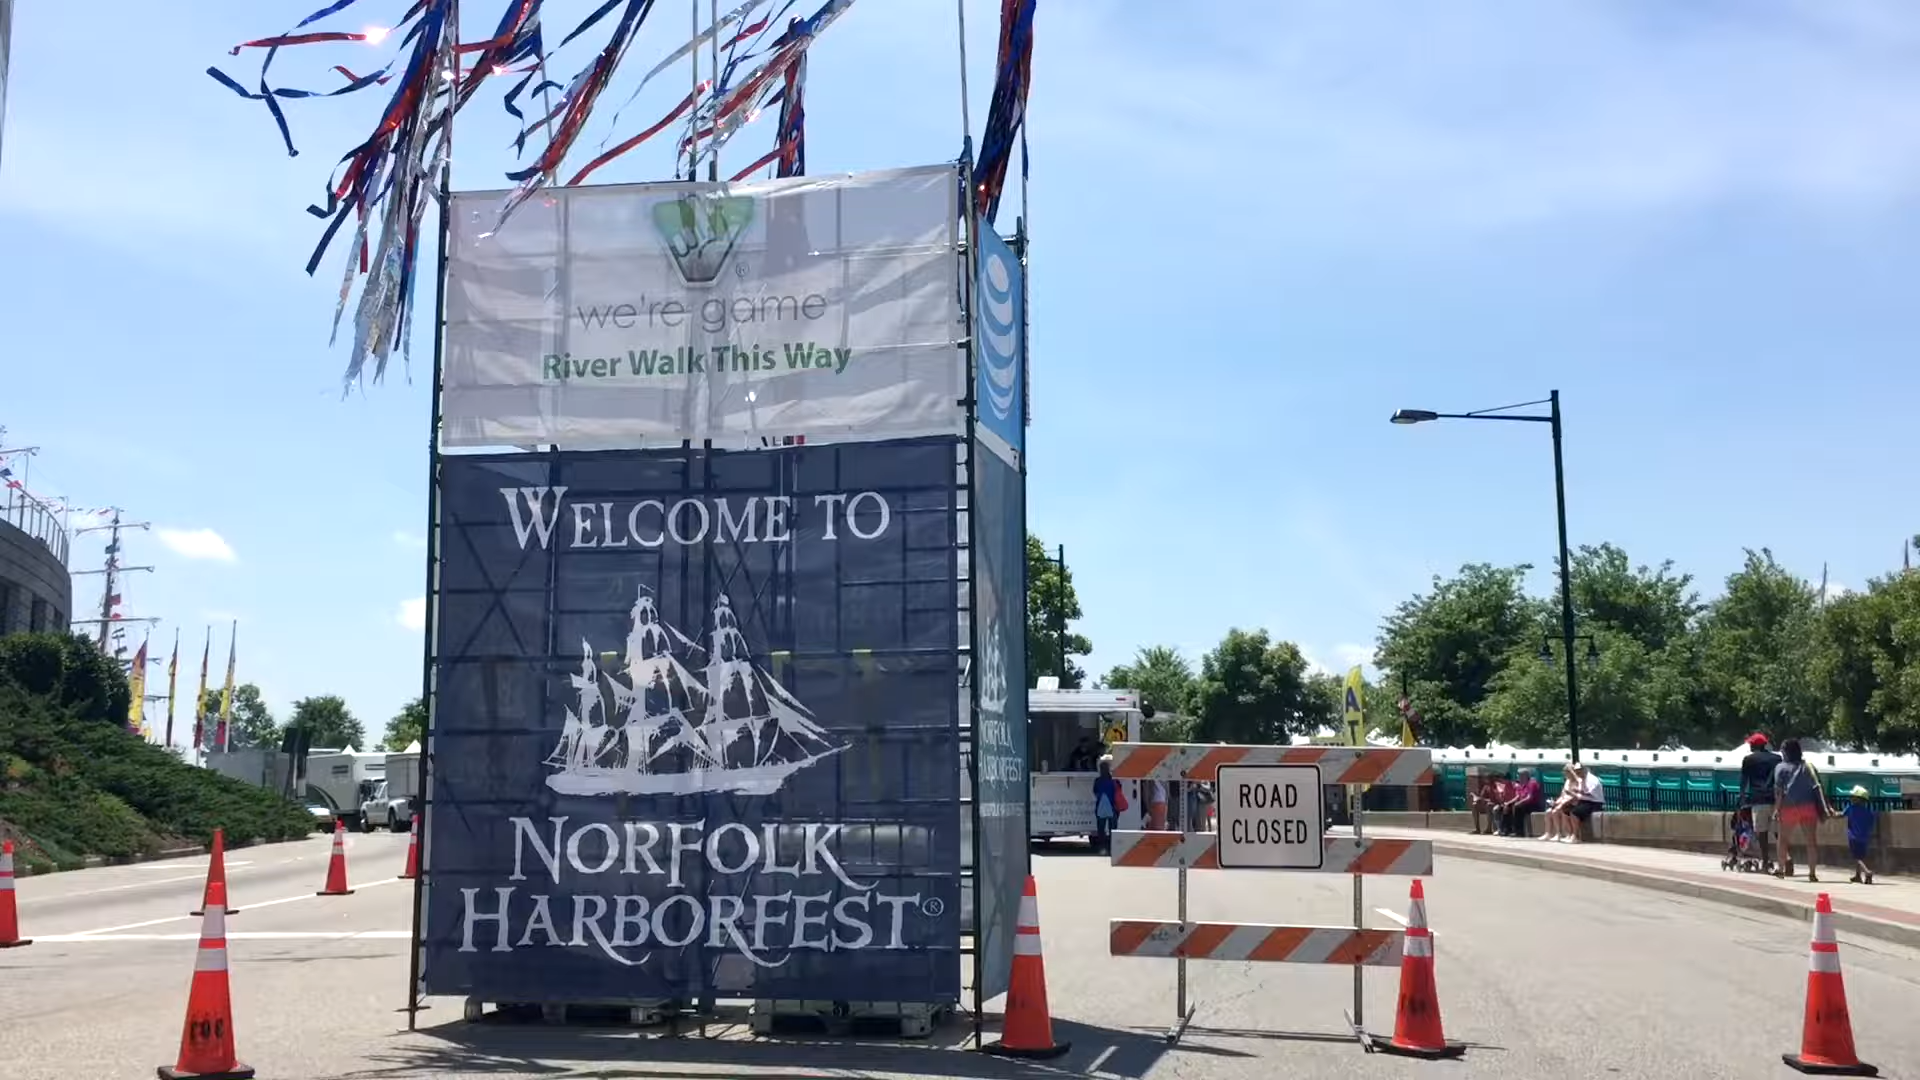 we're game
River Walk This Way
WELCOME TO
NORFOLK
HARBORFEST®
NORFOLK
HARBORFEST
ROAD
CLOSED